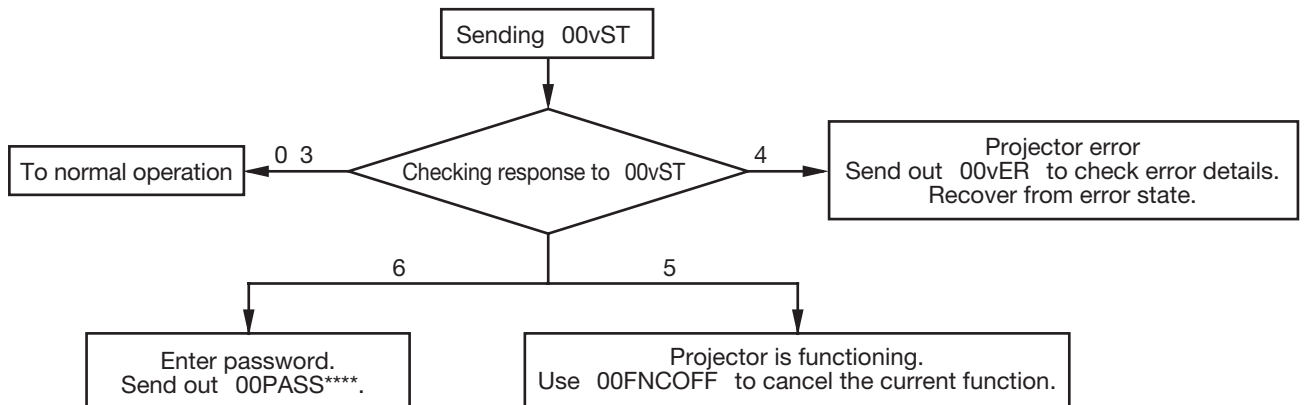 Sending 00vST
To normal operation
0 3
Checking response to 00vST
4
Projector error
Send out 00vER to check error details.
Recover from error state.
6
5
Enter password.
Send out 00PASS****.
Projector is functioning.
Use 00FNCOFF to cancel the current function.